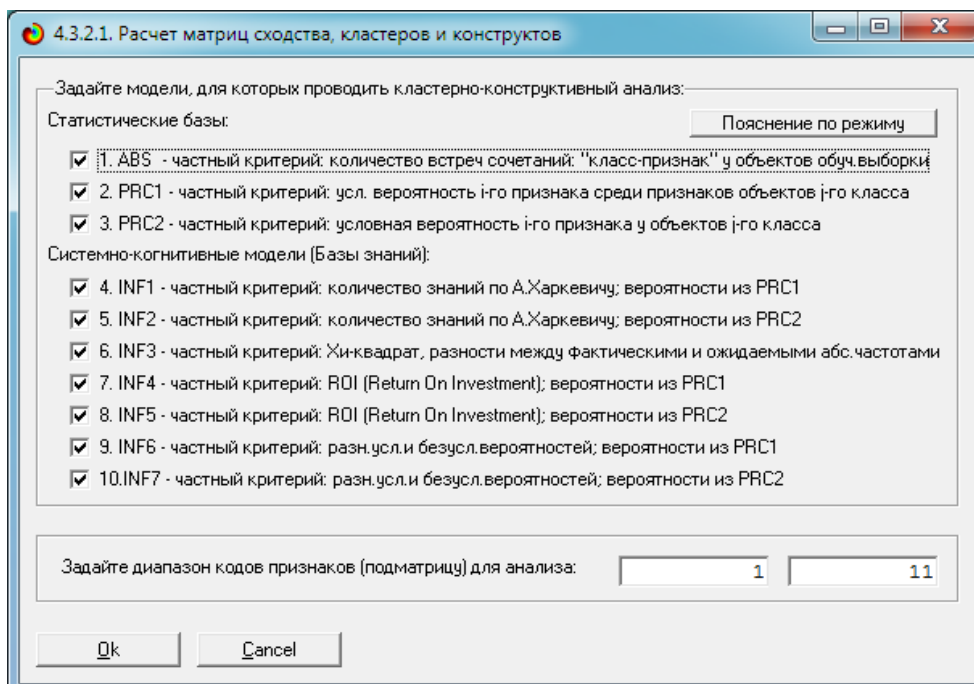 4.3.2.1. Расчет матриц сходства, кластеров и конструктов
Задайте модели, для которых проводить кластерно-конструктивный анализ:
Статистические базы:
Пояснение по режиму
1. ABS - частный критерий: количество встреч сочетаний: "класс-признак" у объектов обуч.выборки
2. PRC1 - частный критерий: усл. вероятность i-го признака среди признаков объектов j-го класса
3. PRC2 - частный критерий: условная вероятность i-го признака у объектов j-го класса
Системно-когнитивные модели (Базы знаний):
4. INF1 - частный критерий: количество знаний по А.Харкевичу; вероятности из PRC1
5. INF2 - частный критерий: количество знаний по А.Харкевичу; вероятности из PRC2
6. INF3 - частный критерий: Хи-квадрат, разности между фактическими и ожидаемыми абс.частотами
7. INF4 - частный критерий: ROI (Return On Investment); вероятности из PRC1
8. INF5 - частный критерий: ROI (Return On Investment); вероятности из PRC2
9. INF6 - частный критерий: разн.усл.и безусл.вероятностей; вероятности из PRC1
10.INF7 - частный критерий: разн.усл.и безусл.вероятностей; вероятности из PRC2
Задайте диапазон кодов признаков (подматрицу) для анализа: 1 11
Ok Cancel